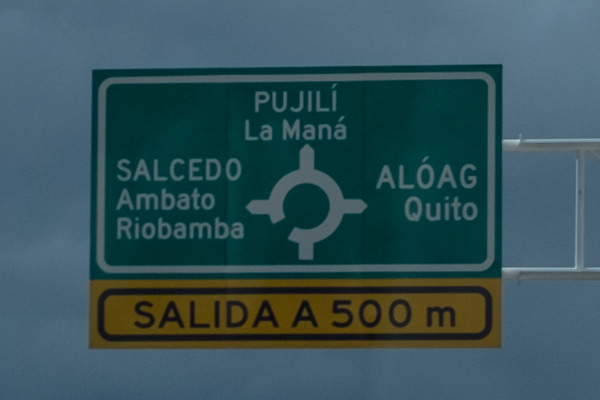 PUJILÍ
La Maná
SALCEDO
Ambato
Riobamba
ALÓAG
Quito
SALIDA A 500 m